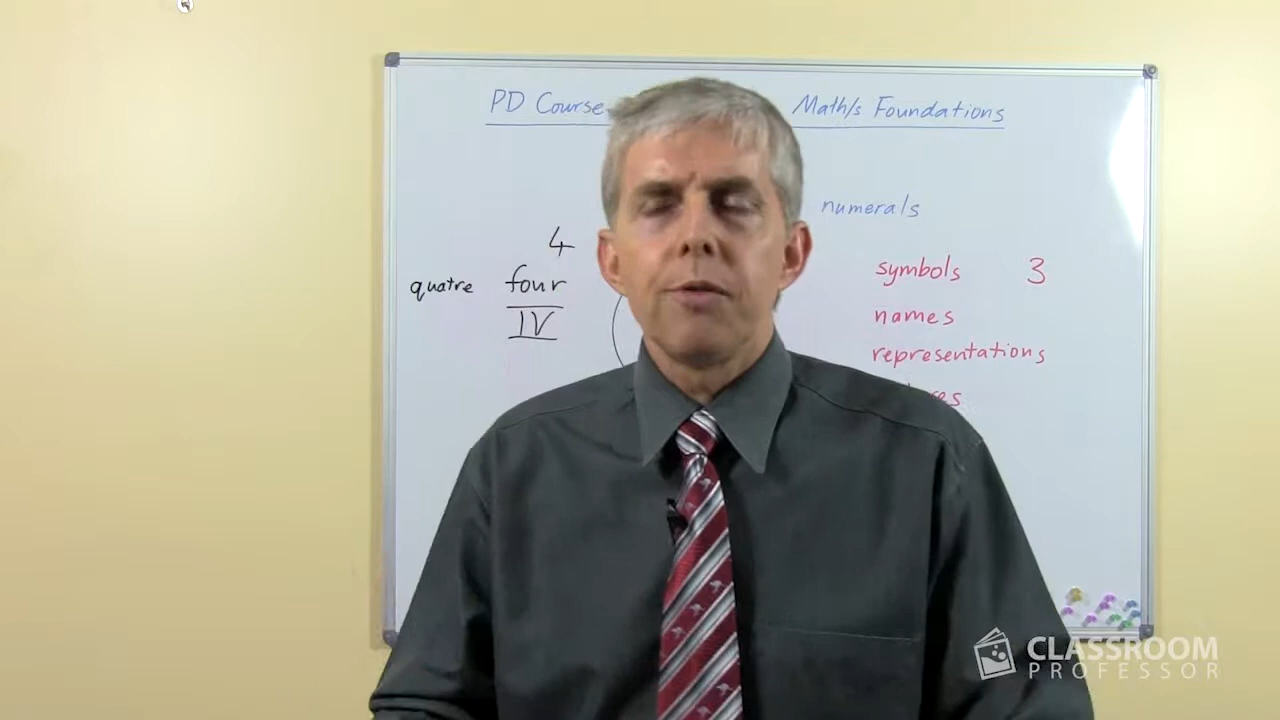 PD Course
Math/s Foundations
numerals
4
quatre four
IV
symbols 3
names
representations
CLASSROOM
PROFESSOR